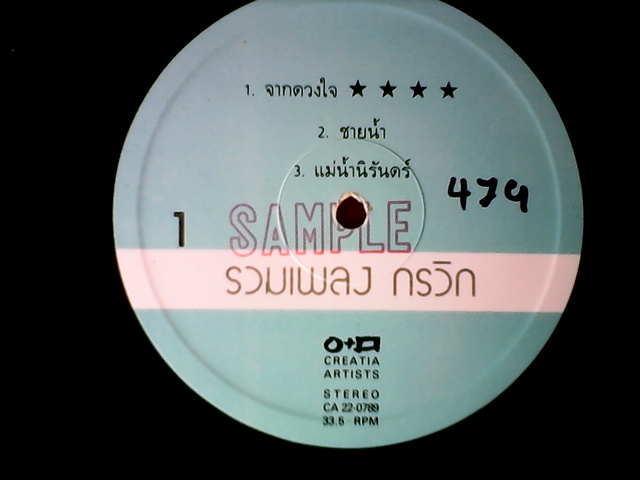 1. จากดวงใจ ★ ★ ★ ★
2. ชายน้ำ
3. แม่น้ำนิรันดร์
479
1
SAMPLE
รวมเพลง กรวิก
CREATIA
ARTISTS
STEREO
CA 22-0789
33.5 RPM